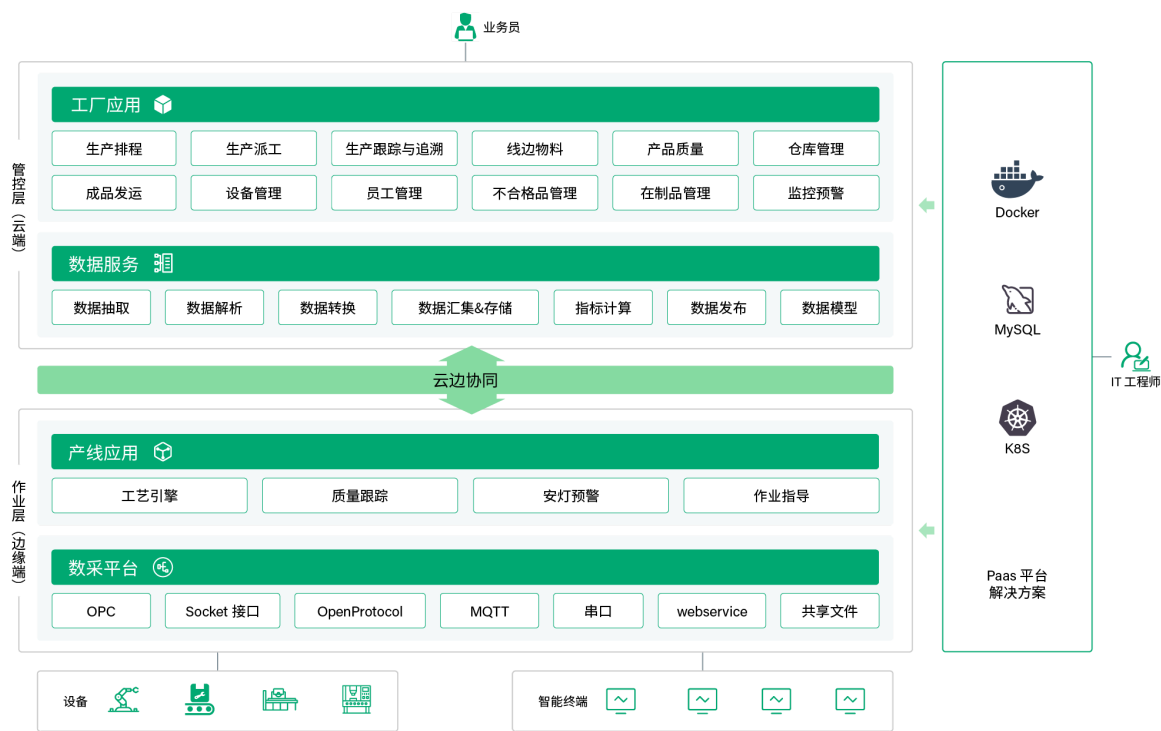 业务员
管控层（云端）
工厂应用
生产排程
生产派工
生产跟踪与追溯
线边物料
产品质量
仓库管理
成品发运
设备管理
员工管理
不合格品管理
在制品管理
监控预警
数据服务
数据抽取
数据解析
数据转换
数据汇集&存储
指标计算
数据发布
数据模型
云边协同
作业层（边缘端）
产线应用
工艺引擎
质量跟踪
安灯预警
作业指导
数采平台
OPC
Socket 接口
OpenProtocol
MQTT
串口
webservice
共享文件
设备
智能终端
Docker
MySQL
K8S
Paas 平台
解决方案
IT 工程师